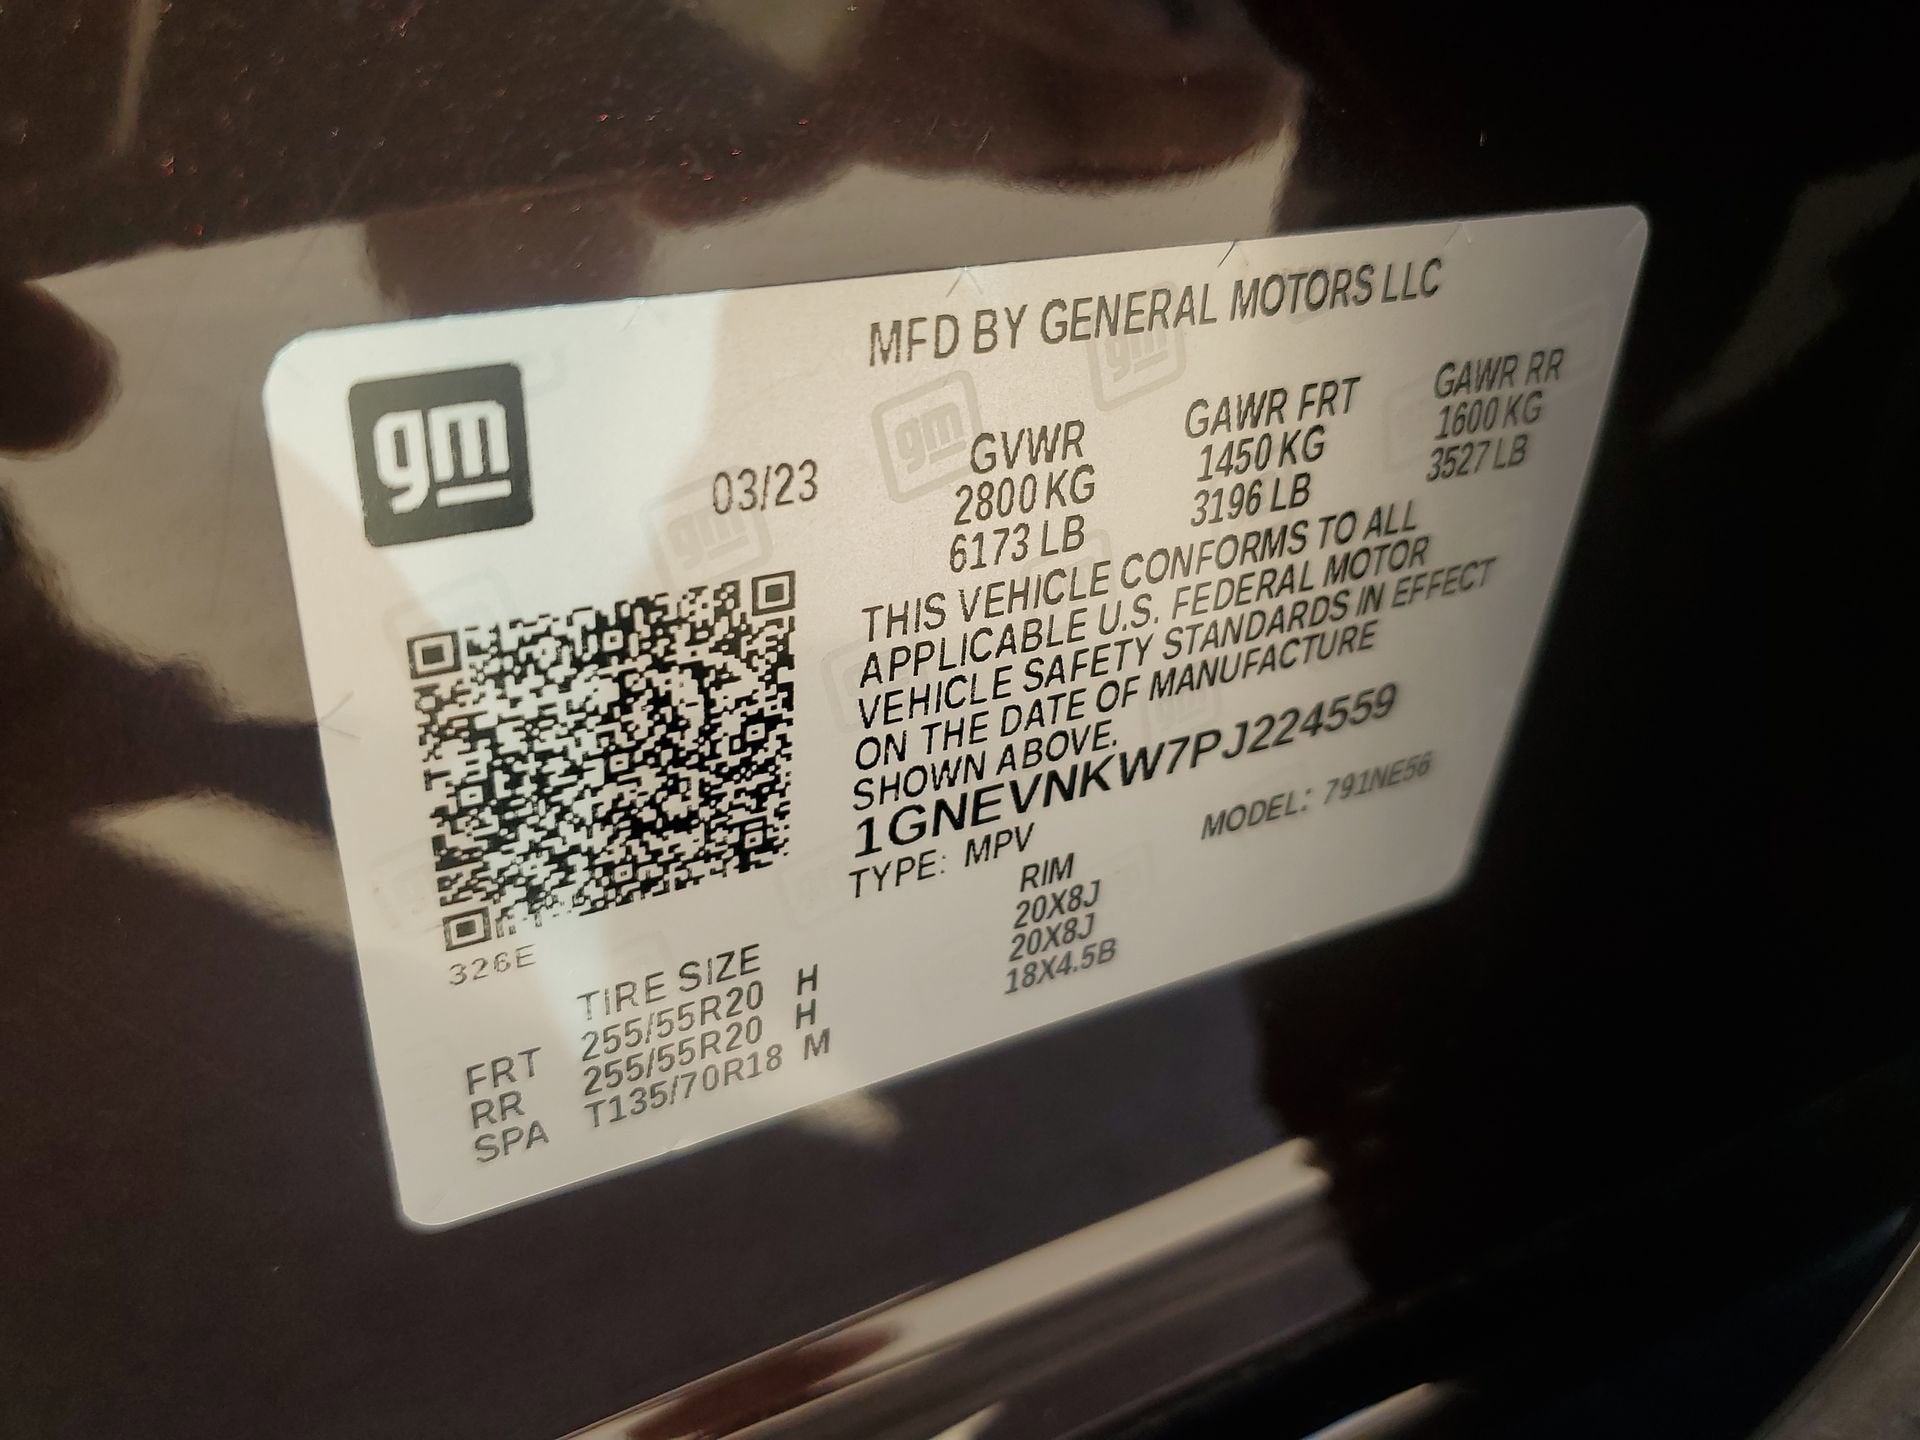 gm
MFD BY GENERAL MOTORS LLC
03/23
GVWR GAWR FRT GAWR RR
2800 KG 1450 KG 1600 KG
6173 LB 3196 LB 3527 LB
THIS VEHICLE CONFORMS TO ALL
APPLICABLE U.S. FEDERAL MOTOR
VEHICLE SAFETY STANDARDS IN EFFECT
ON THE DATE OF MANUFACTURE
SHOWN ABOVE.
1GNEVNKW7PJ224559
TYPE: MPV MODEL: 791NE56
326E
TIRE SIZE RIM
FRT 255/55R20 H 20X8J
RR 255/55R20 H 20X8J
SPA T135/70R18 M 18X4.5B